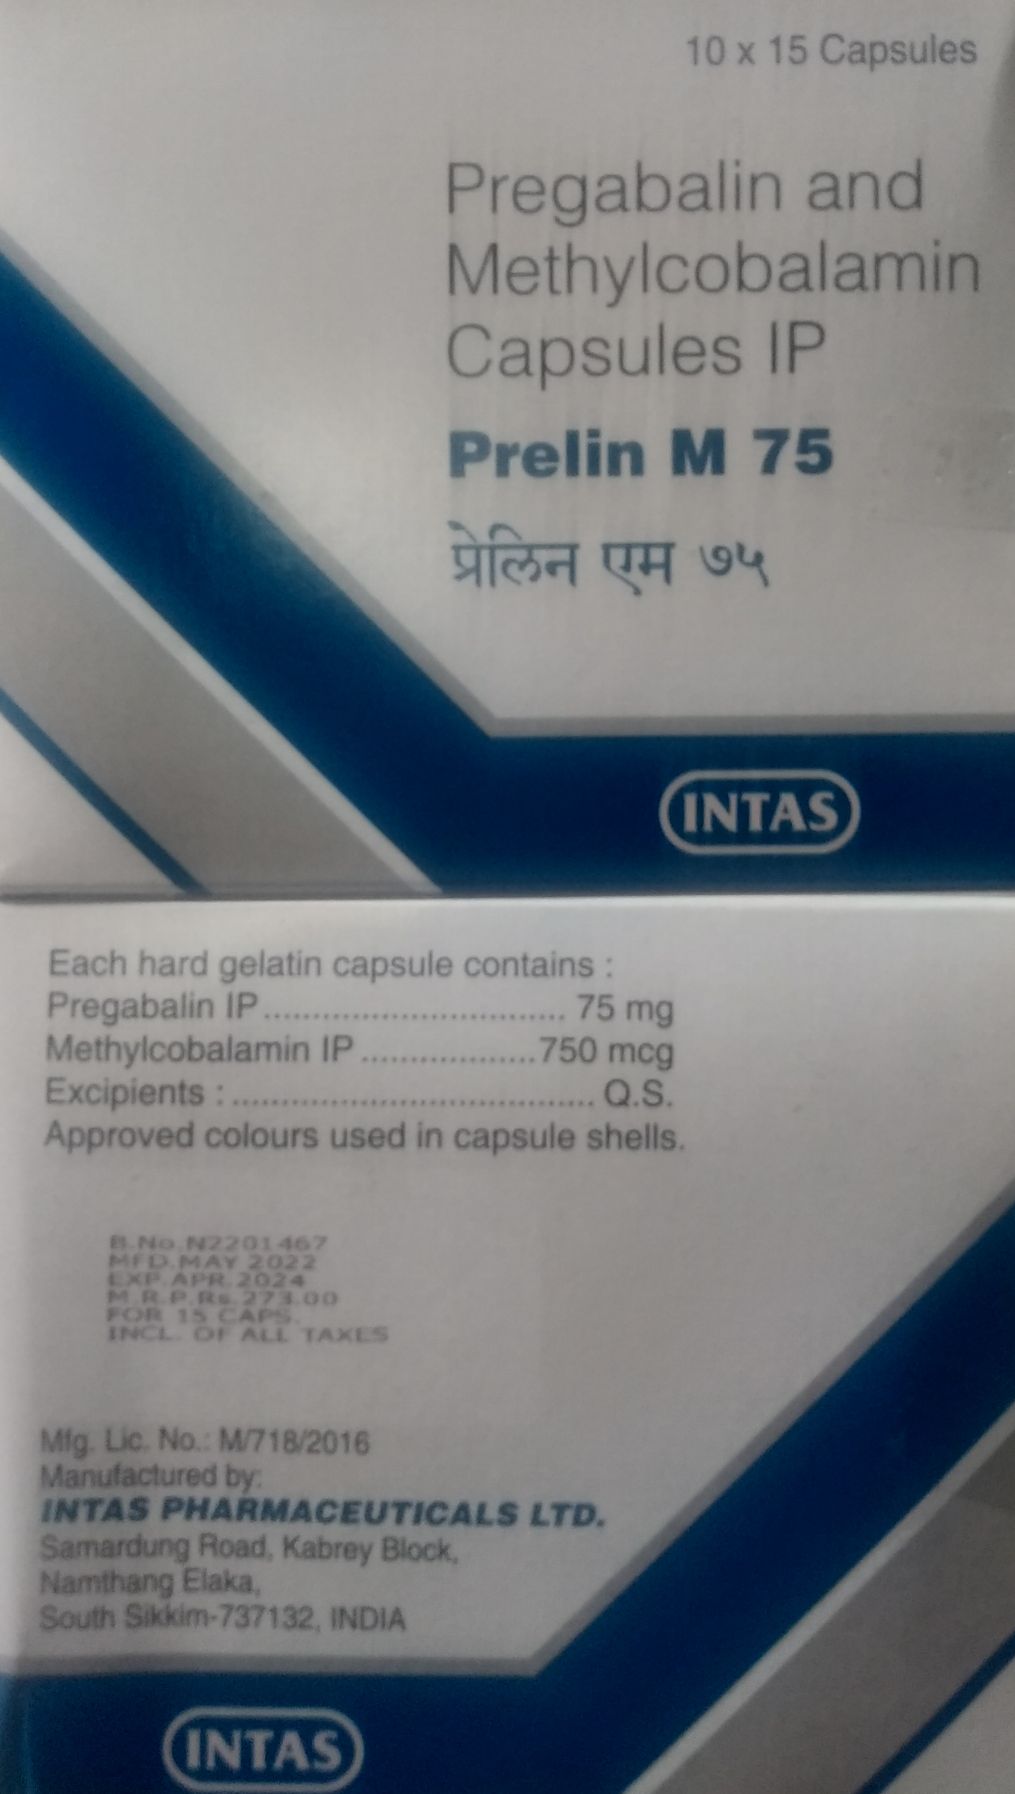 10 x 15 Capsules
Pregabalin and
Methylcobalamin
Capsules IP
Prelin M 75
प्रेलिन एम ७५
INTAS
Each hard gelatin capsule contains :
Pregabalin IP................................ 75 mg
Methylcobalamin IP..................750 mcg
Excipients :...................................... Q.S.
Approved colours used in capsule shells.
B.No.N2201467
MFD.MAY 2022
EXP.APR.2024
M.R.P.Rs.273.00
FOR 15 CAPS.
INCL. OF ALL TAXES
Mfg. Lic. No.: M/718/2016
Manufactured by:
INTAS PHARMACEUTICALS LTD.
Samardung Road, Kabrey Block,
Namthang Elaka,
South Sikkim-737132, INDIA
INTAS